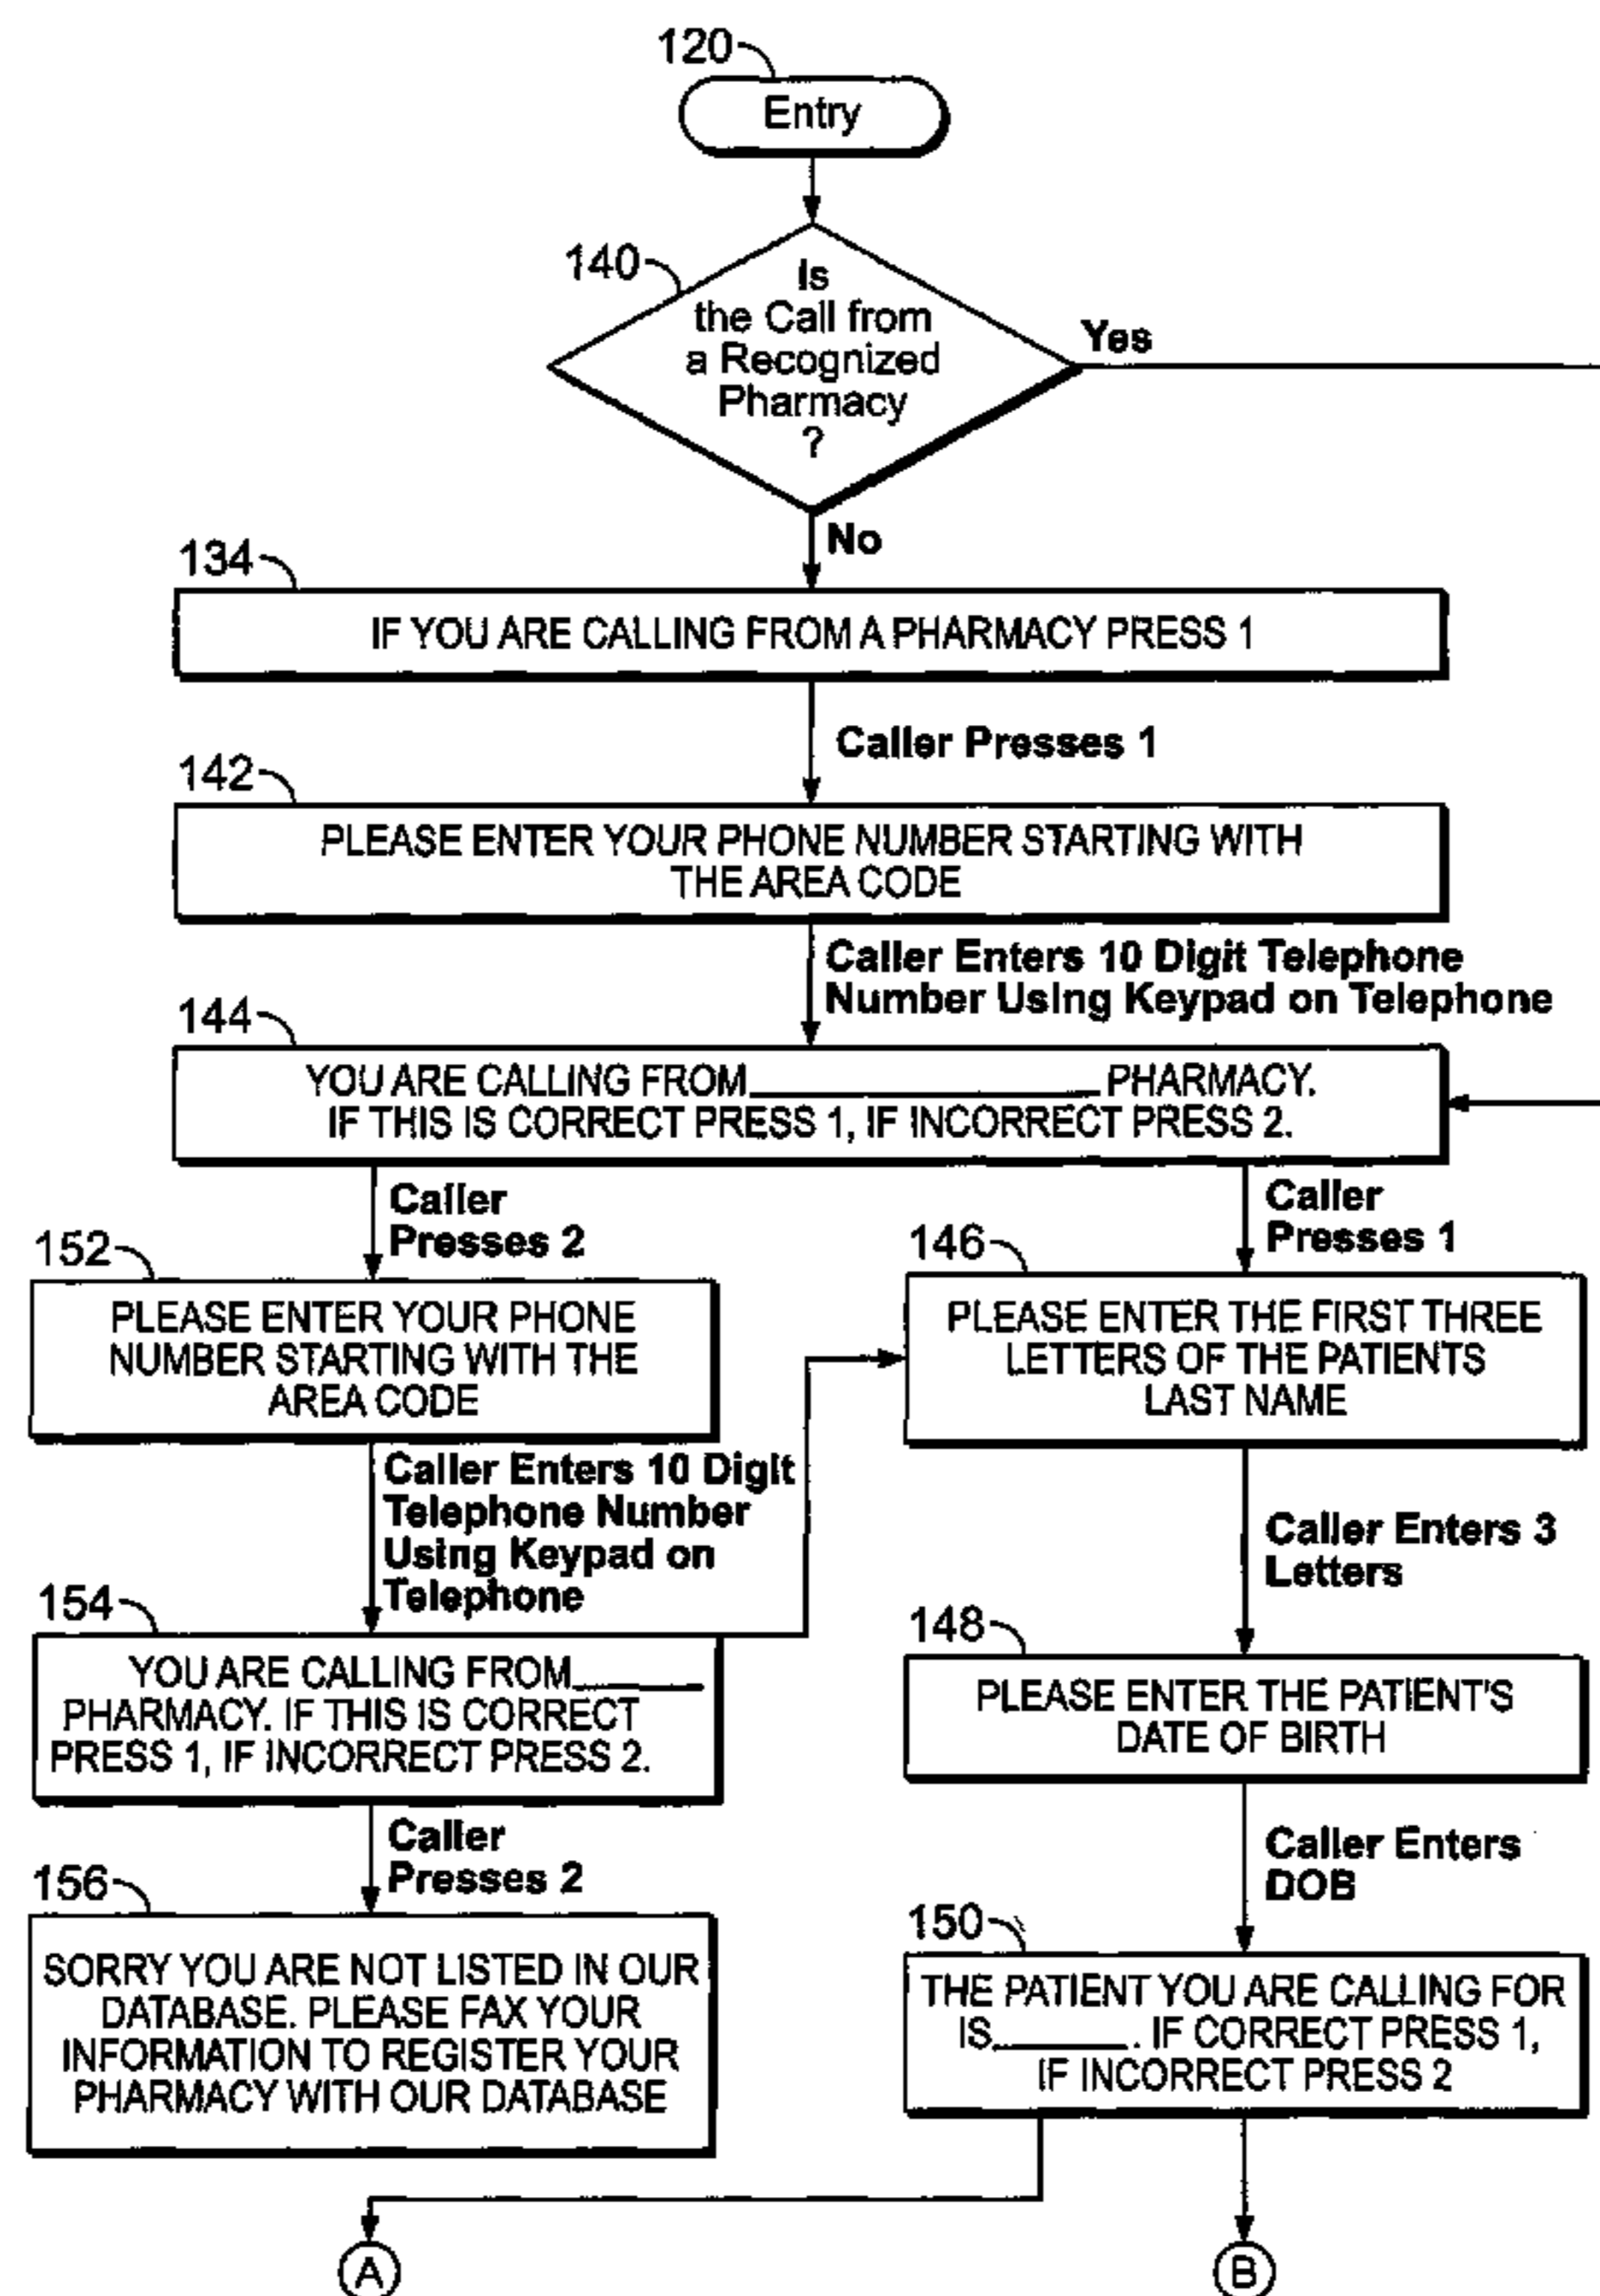 120
Entry
140
Is
the Call from
a Recognized
Pharmacy
?
Yes
No
134
IF YOU ARE CALLING FROM A PHARMACY PRESS 1
Caller Presses 1
142
PLEASE ENTER YOUR PHONE NUMBER STARTING WITH
THE AREA CODE
Caller Enters 10 Digit Telephone
Number Using Keypad on Telephone
144
YOU ARE CALLING FROM____________ PHARMACY.
IF THIS IS CORRECT PRESS 1, IF INCORRECT PRESS 2.
Caller
Presses 2
Caller
Presses 1
152
PLEASE ENTER YOUR PHONE
NUMBER STARTING WITH THE
AREA CODE
146
PLEASE ENTER THE FIRST THREE
LETTERS OF THE PATIENTS
LAST NAME
Caller Enters 10 Digit
Telephone Number
Using Keypad on
Telephone
Caller Enters 3
Letters
154
YOU ARE CALLING FROM_____
PHARMACY. IF THIS IS CORRECT
PRESS 1, IF INCORRECT PRESS 2.
148
PLEASE ENTER THE PATIENT'S
DATE OF BIRTH
Caller
Presses 2
Caller Enters
DOB
156
SORRY YOU ARE NOT LISTED IN OUR
DATABASE. PLEASE FAX YOUR
INFORMATION TO REGISTER YOUR
PHARMACY WITH OUR DATABASE
150
THE PATIENT YOU ARE CALLING FOR
IS_____. IF CORRECT PRESS 1,
IF INCORRECT PRESS 2
A
B